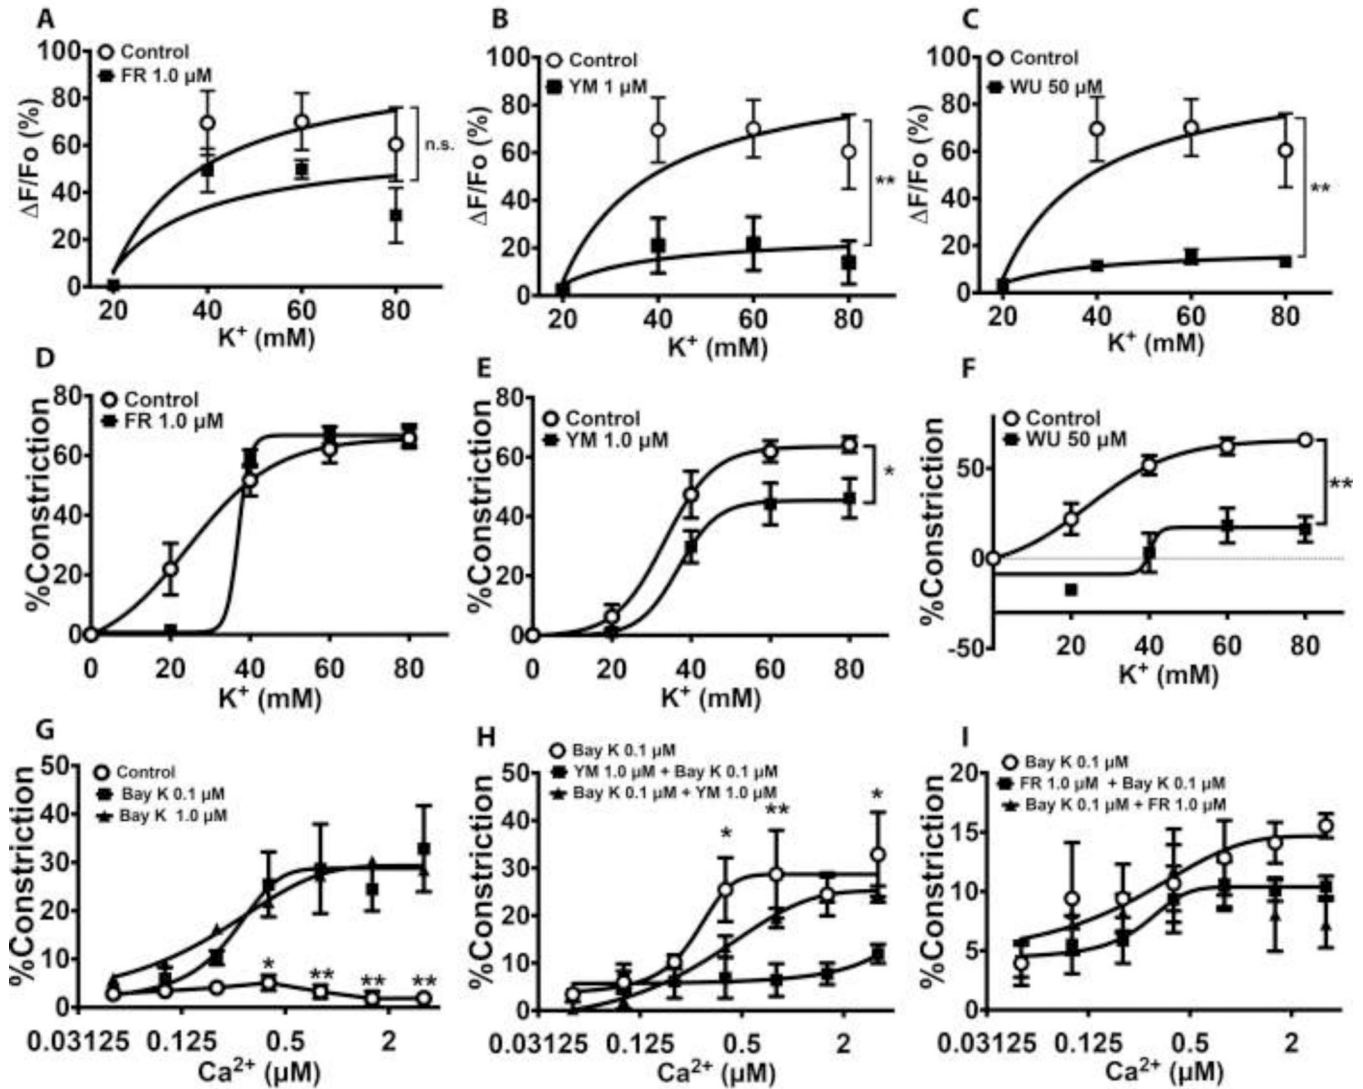 A
Control
FR 1.0 µM
100
80
60
40
20
0
ΔF/Fo (%)
n.s.
20 40 60 80
K⁺ (mM)
B
Control
YM 1 µM
100
80
60
40
20
0
ΔF/Fo (%)
**
20 40 60 80
K⁺ (mM)
C
Control
WU 50 µM
100
80
60
40
20
0
ΔF/Fo (%)
**
20 40 60 80
K⁺ (mM)
D
Control
FR 1.0 µM
80
60
40
20
0
%Constriction
0 20 40 60 80
K⁺ (mM)
E
Control
YM 1.0 µM
80
60
40
20
0
%Constriction
*
0 20 40 60 80
K⁺ (mM)
F
Control
WU 50 µM
50
0
-50
%Constriction
**
20 40 60 80
K⁺ (mM)
G
Control
Bay K 0.1 µM
Bay K 1.0 µM
50
40
30
20
10
0
%Constriction
* ** ** **
0.03125 0.125 0.5 2
Ca²⁺ (µM)
H
Bay K 0.1 µM
YM 1.0 µM + Bay K 0.1 µM
Bay K 0.1 µM + YM 1.0 µM
50
40
30
20
10
0
%Constriction
* ** *
0.03125 0.125 0.5 2
Ca²⁺ (µM)
I
Bay K 0.1 µM
FR 1.0 µM + Bay K 0.1 µM
Bay K 0.1 µM + FR 1.0 µM
20
15
10
5
0
%Constriction
0.03125 0.125 0.5 2
Ca²⁺ (µM)